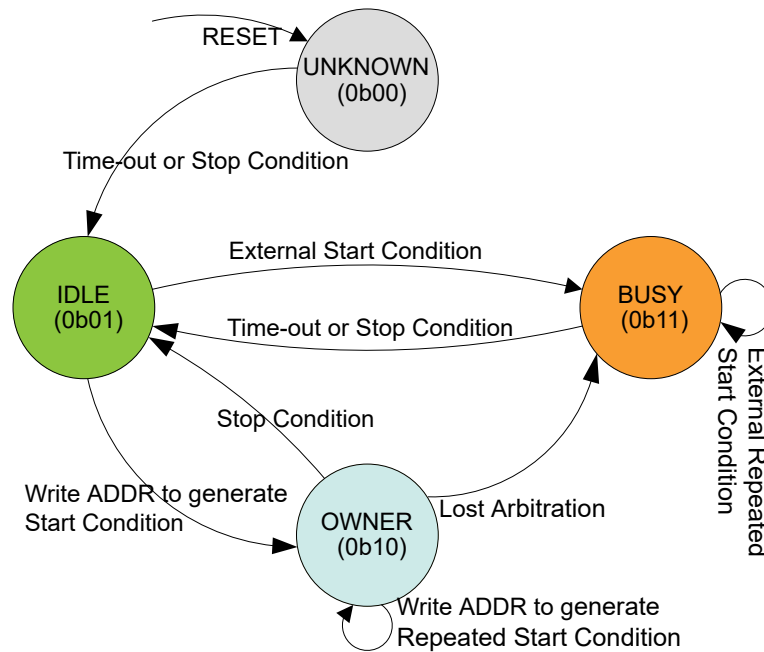 RESET
UNKNOWN
(0b00)
Time-out or Stop Condition
External Start Condition
IDLE
(0b01)
BUSY
(0b11)
Time-out or Stop Condition
External Repeated
Start Condition
Stop Condition
Write ADDR to generate
Start Condition
Lost Arbitration
OWNER
(0b10)
Write ADDR to generate
Repeated Start Condition